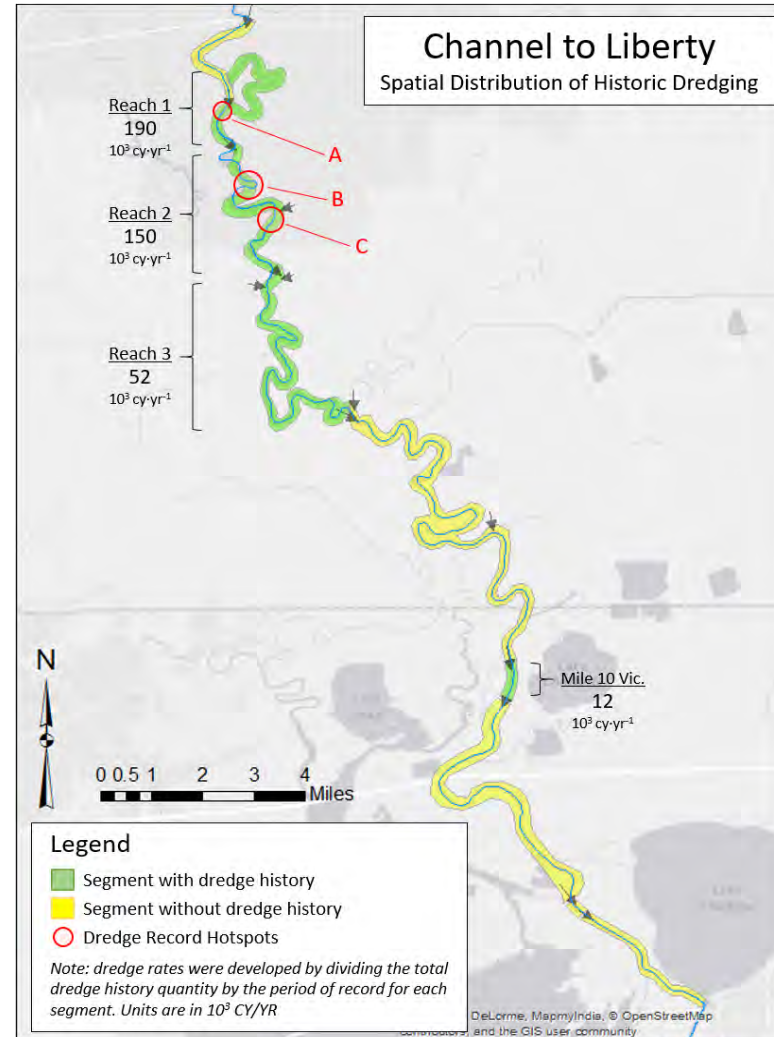 Channel to Liberty
Spatial Distribution of Historic Dredging
Reach 1
190
10³ cy·yr⁻¹
A
B
Reach 2
150
10³ cy·yr⁻¹
C
Reach 3
52
10³ cy·yr⁻¹
Mile 10 Vic.
12
10³ cy·yr⁻¹
N
0 0.5 1 2 3 4
Miles
Legend
Segment with dredge history
Segment without dredge history
Dredge Record Hotspots
Note: dredge rates were developed by dividing the total
dredge history quantity by the period of record for each
segment. Units are in 10³ CY/YR
DeLorme, MapmyIndia, © OpenStreetMap
contributors, and the GIS user community